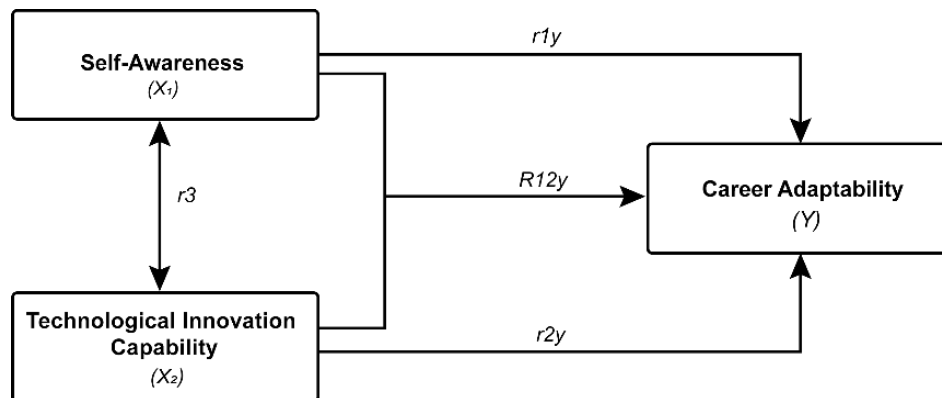 Self-Awareness
(X₁)
r1y
r3
R12y
Career Adaptability
(Y)
Technological Innovation
Capability
(X₂)
r2y